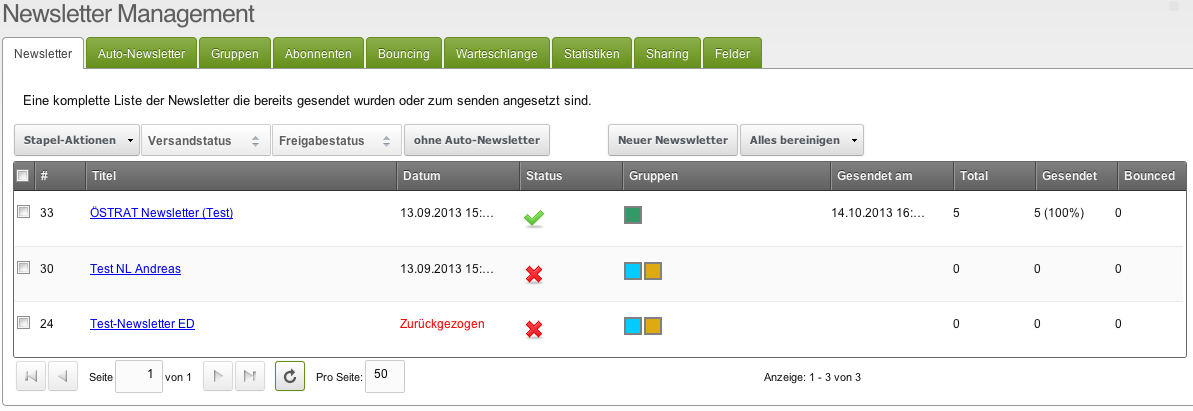 Newsletter Management
Newsletter Auto-Newsletter Gruppen Abonnenten Bouncing Warteschlange Statistiken Sharing Felder
Eine komplette Liste der Newsletter die bereits gesendet wurden oder zum senden angesetzt sind.
Stapel-Aktionen Versandstatus Freigabestatus ohne Auto-Newsletter Neuer Newswletter Alles bereinigen
# Titel Datum Status Gruppen Gesendet am Total Gesendet Bounced
33 ÖSTRAT Newsletter (Test) 13.09.2013 15:... 14.10.2013 16:... 5 5 (100%) 0
30 Test NL Andreas 13.09.2013 15:... 0 0 0
24 Test-Newsletter ED Zurückgezogen 0 0 0
Seite 1 von 1 Pro Seite: 50 Anzeige: 1 - 3 von 3